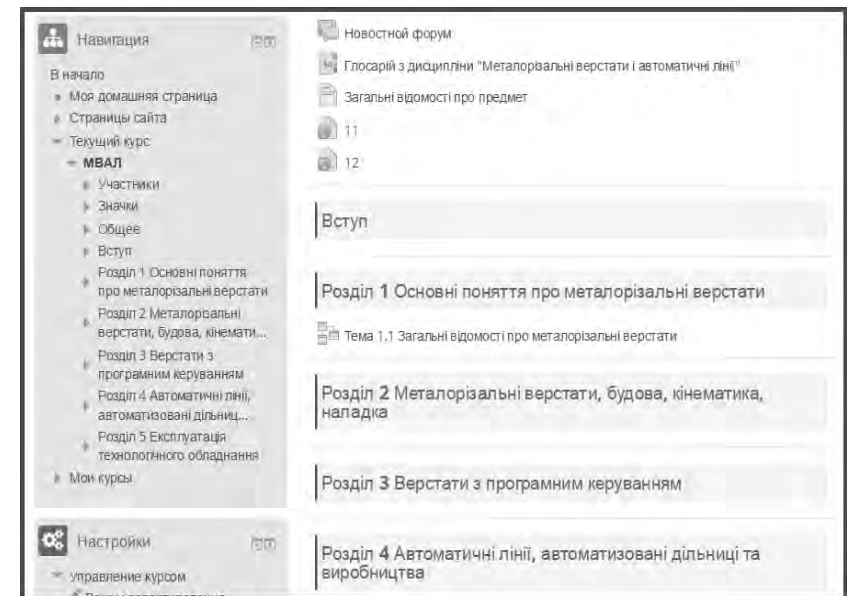 Навигация
В начало
Моя домашняя страница
Страницы сайта
Текущий курс
МВАЛ
Участники
Значки
Общее
Вступ
Розділ 1 Основні поняття
про металорізальні верстати
Розділ 2 Металорізальні
верстати, будова, кінемати...
Розділ 3 Верстати з
програмним керуванням
Розділ 4 Автоматичні лінії,
автоматизовані дільниц...
Розділ 5 Експлуатація
технологічного обладнання
Мои курсы
Настройки
Управление курсом
Новостной форум
Глосарій з дисципліни "Металорізальні верстати і автоматичні лінії"
Загальні відомості про предмет
11
12
Вступ
Розділ 1 Основні поняття про металорізальні верстати
Тема 1.1 Загальні відомості про металорізальні верстати
Розділ 2 Металорізальні верстати, будова, кінематика,
наладка
Розділ 3 Верстати з програмним керуванням
Розділ 4 Автоматичні лінії, автоматизовані дільниці та
виробництва